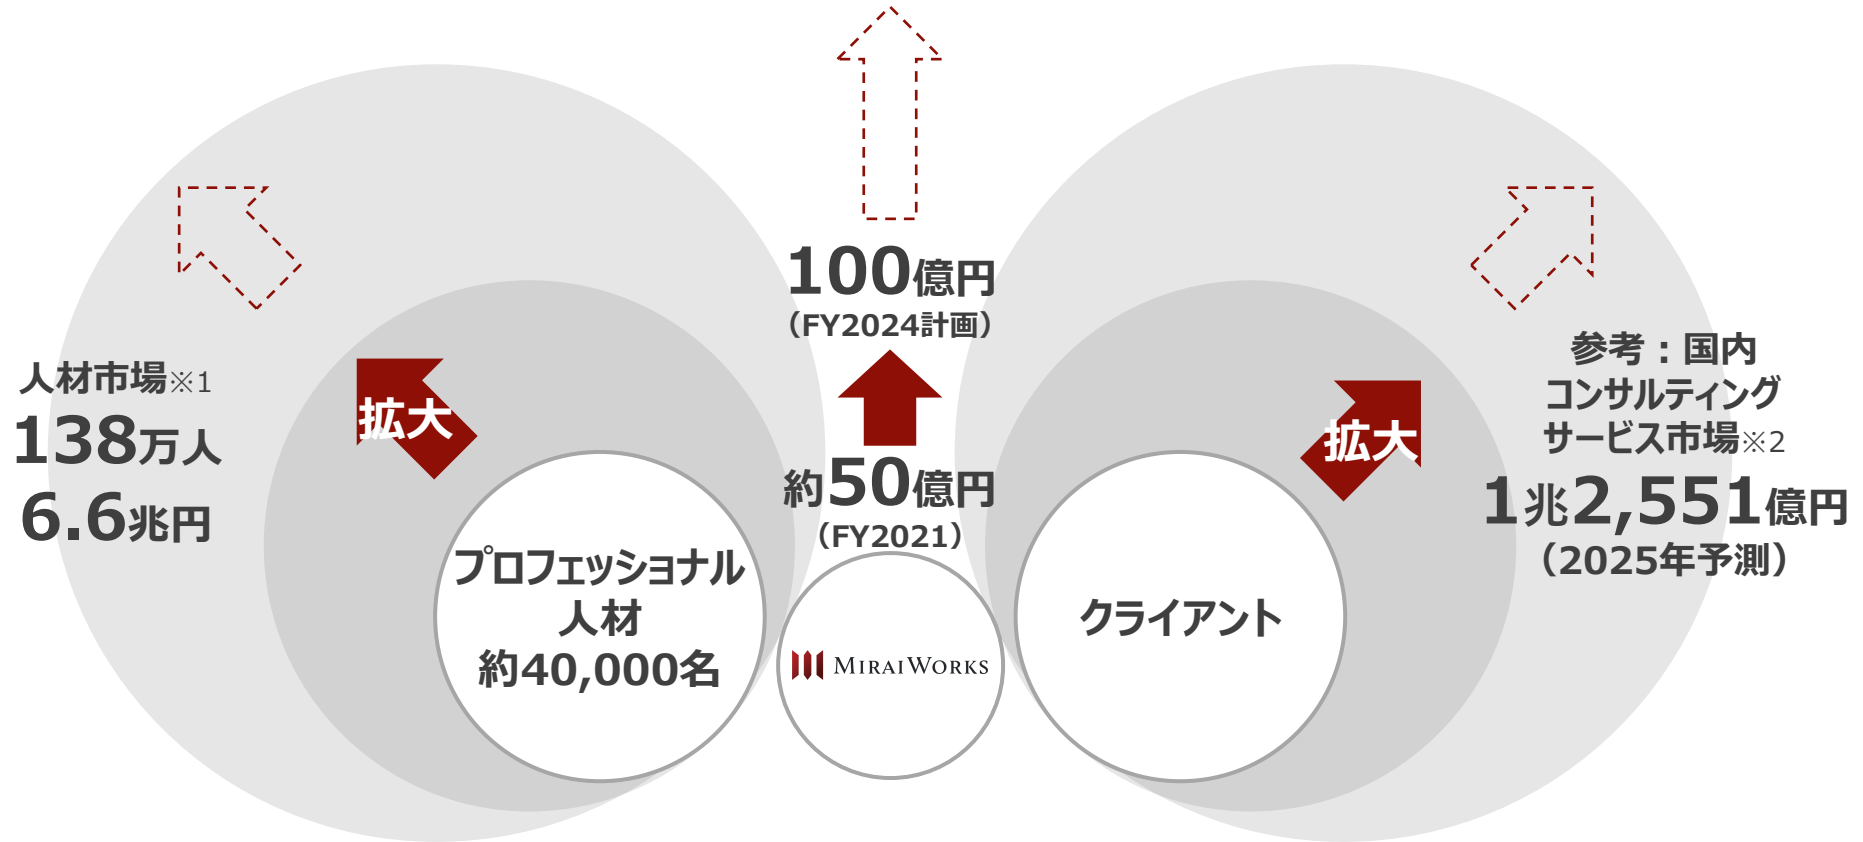 100億円
（FY2024計画）
人材市場※1
138万人
6.6兆円
拡大
約50億円
（FY2021）
拡大
参考：国内
コンサルティング
サービス市場※2
1兆2,551億円
（2025年予測）
プロフェッショナル
人材
約40,000名
MIRAIWORKS
クライアント